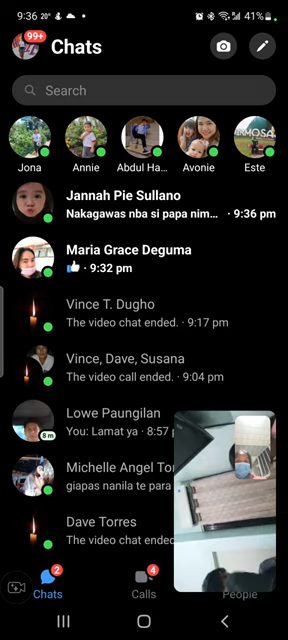 9:36 20° 41%
99+ Chats
Search
Jona Annie Abdul Ha... Avonie Este
Jannah Pie Sullano
Nakagawas nba si papa nim... · 9:36 pm
Maria Grace Deguma
👍 · 9:32 pm
Vince T. Dugho
The video chat ended. · 9:17 pm
Vince, Dave, Susana
The video call ended. · 9:04 pm
Lowe Paungilan
8 m
You: Lamat ya · 8:57
Michelle Angel
giapas nanila te para
Dave Torres
The video chat
2 4
Chats Calls People